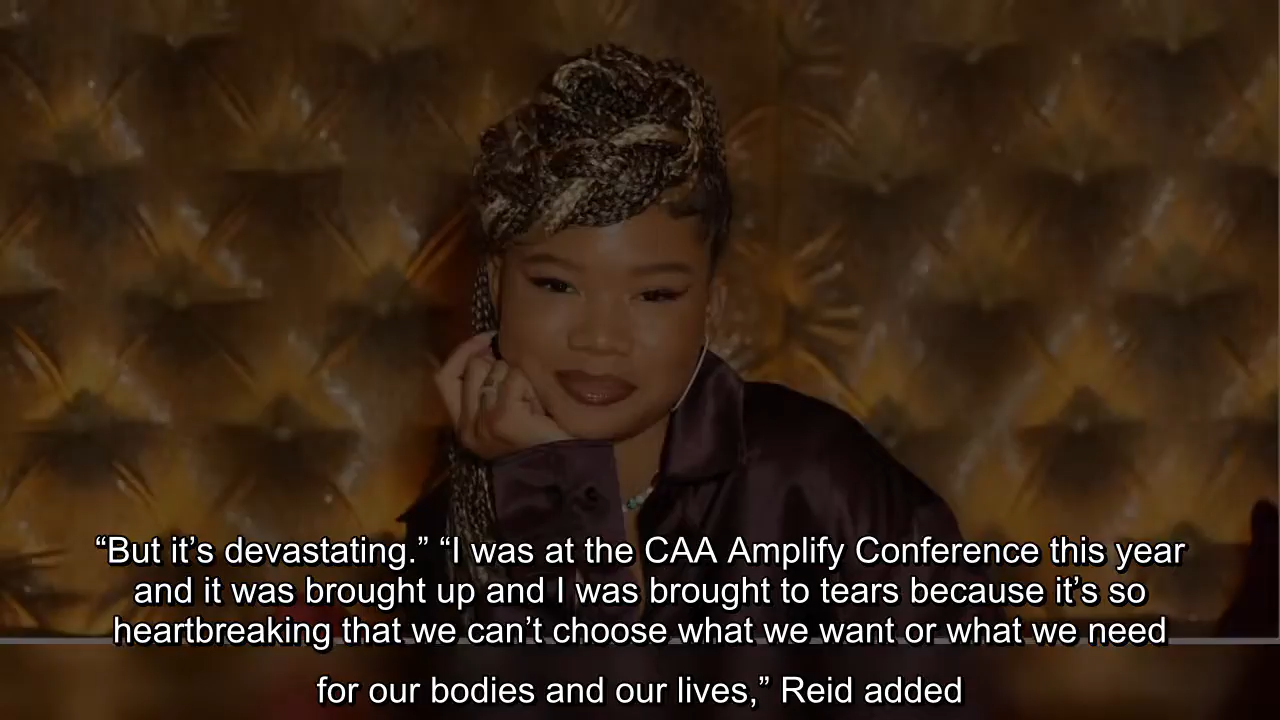 “But it’s devastating.” “I was at the CAA Amplify Conference this year
and it was brought up and I was brought to tears because it’s so
heartbreaking that we can’t choose what we want or what we need
for our bodies and our lives,” Reid added